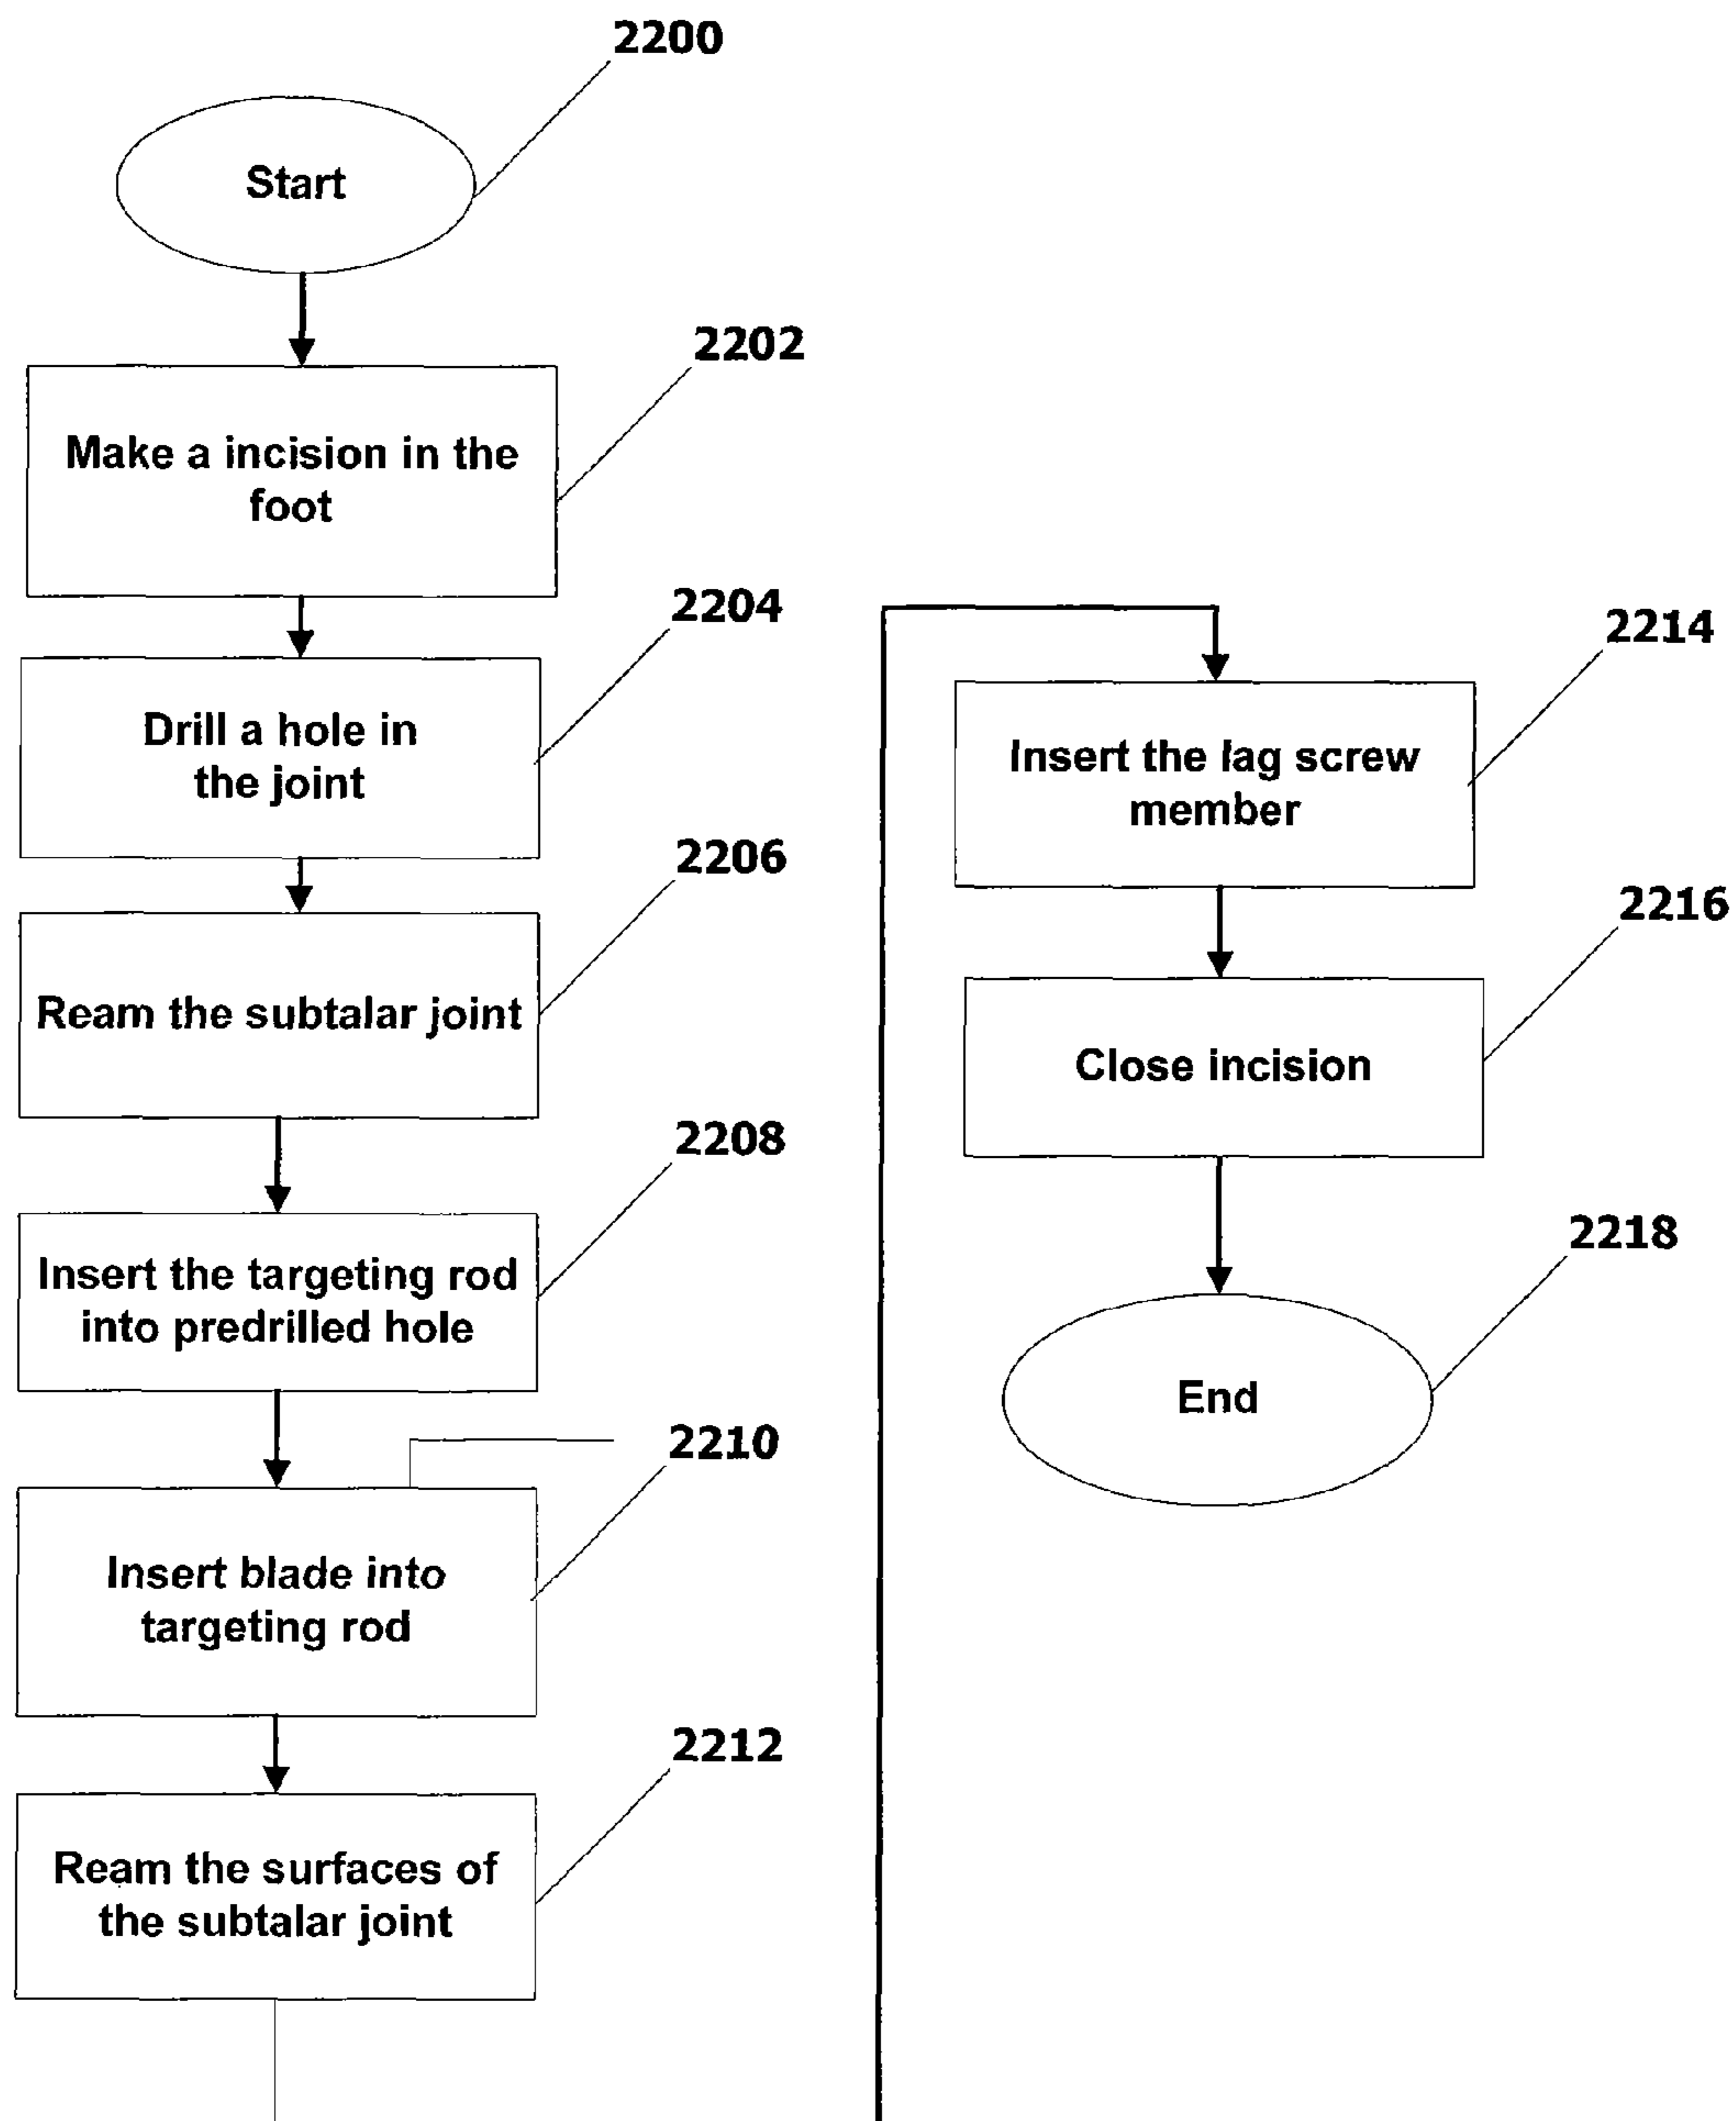 2200
Start
2202
Make a incision in the
foot
2204
Drill a hole in
the joint
2206
Ream the subtalar joint
2208
Insert the targeting rod
into predrilled hole
2210
Insert blade into
targeting rod
2212
Ream the surfaces of
the subtalar joint
2214
Insert the lag screw
member
2216
Close incision
2218
End